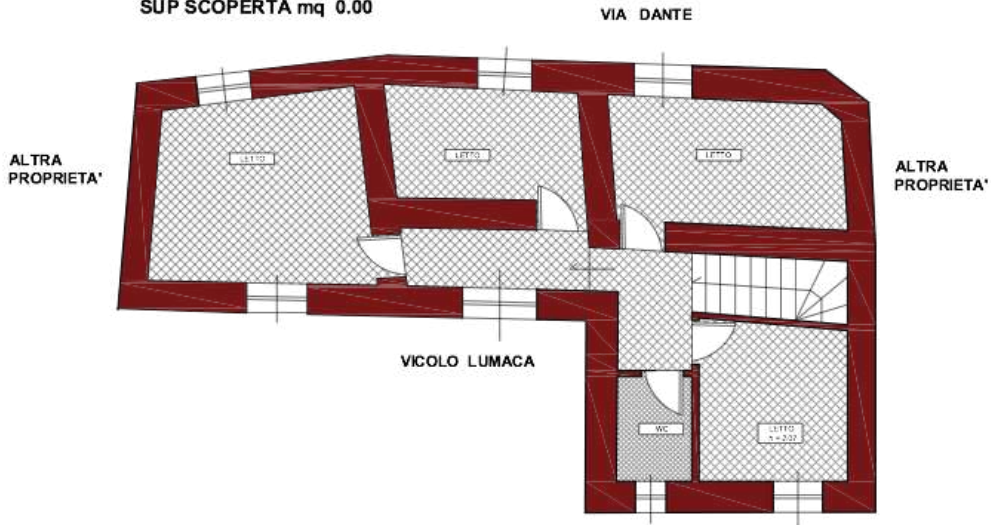 SUP SCOPERTA mq 0.00
VIA DANTE
ALTRA
PROPRIETA'
LETTO
LETTO
LETTO
ALTRA
PROPRIETA'
VICOLO LUMACA
WC
LETTO